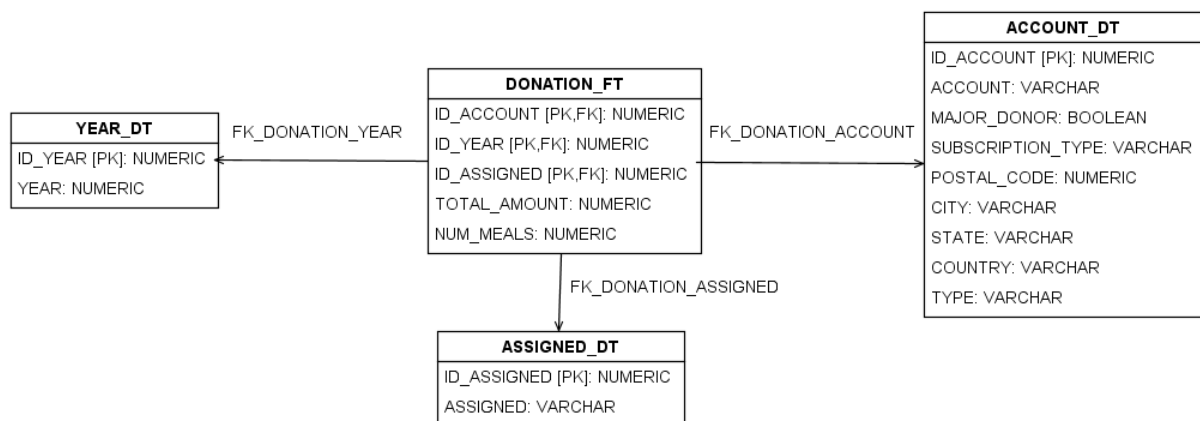 YEAR_DT
ID_YEAR [PK]: NUMERIC
YEAR: NUMERIC
FK_DONATION_YEAR
DONATION_FT
ID_ACCOUNT [PK,FK]: NUMERIC
ID_YEAR [PK,FK]: NUMERIC
ID_ASSIGNED [PK,FK]: NUMERIC
TOTAL_AMOUNT: NUMERIC
NUM_MEALS: NUMERIC
FK_DONATION_ACCOUNT
ACCOUNT_DT
ID_ACCOUNT [PK]: NUMERIC
ACCOUNT: VARCHAR
MAJOR_DONOR: BOOLEAN
SUBSCRIPTION_TYPE: VARCHAR
POSTAL_CODE: NUMERIC
CITY: VARCHAR
STATE: VARCHAR
COUNTRY: VARCHAR
TYPE: VARCHAR
FK_DONATION_ASSIGNED
ASSIGNED_DT
ID_ASSIGNED [PK]: NUMERIC
ASSIGNED: VARCHAR